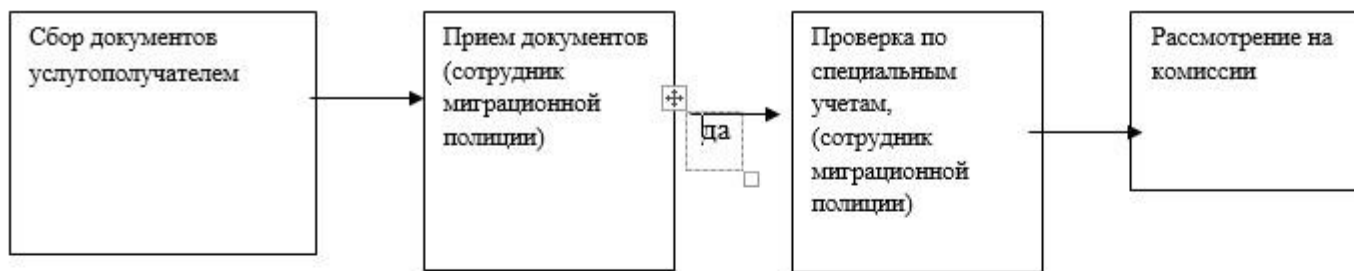 Сбор документов
услугополучателем
Прием документов
(сотрудник
миграционной
полиции)
да
Проверка по
специальным
учетам,
(сотрудник
миграционной
полиции)
Рассмотрение на
комиссии